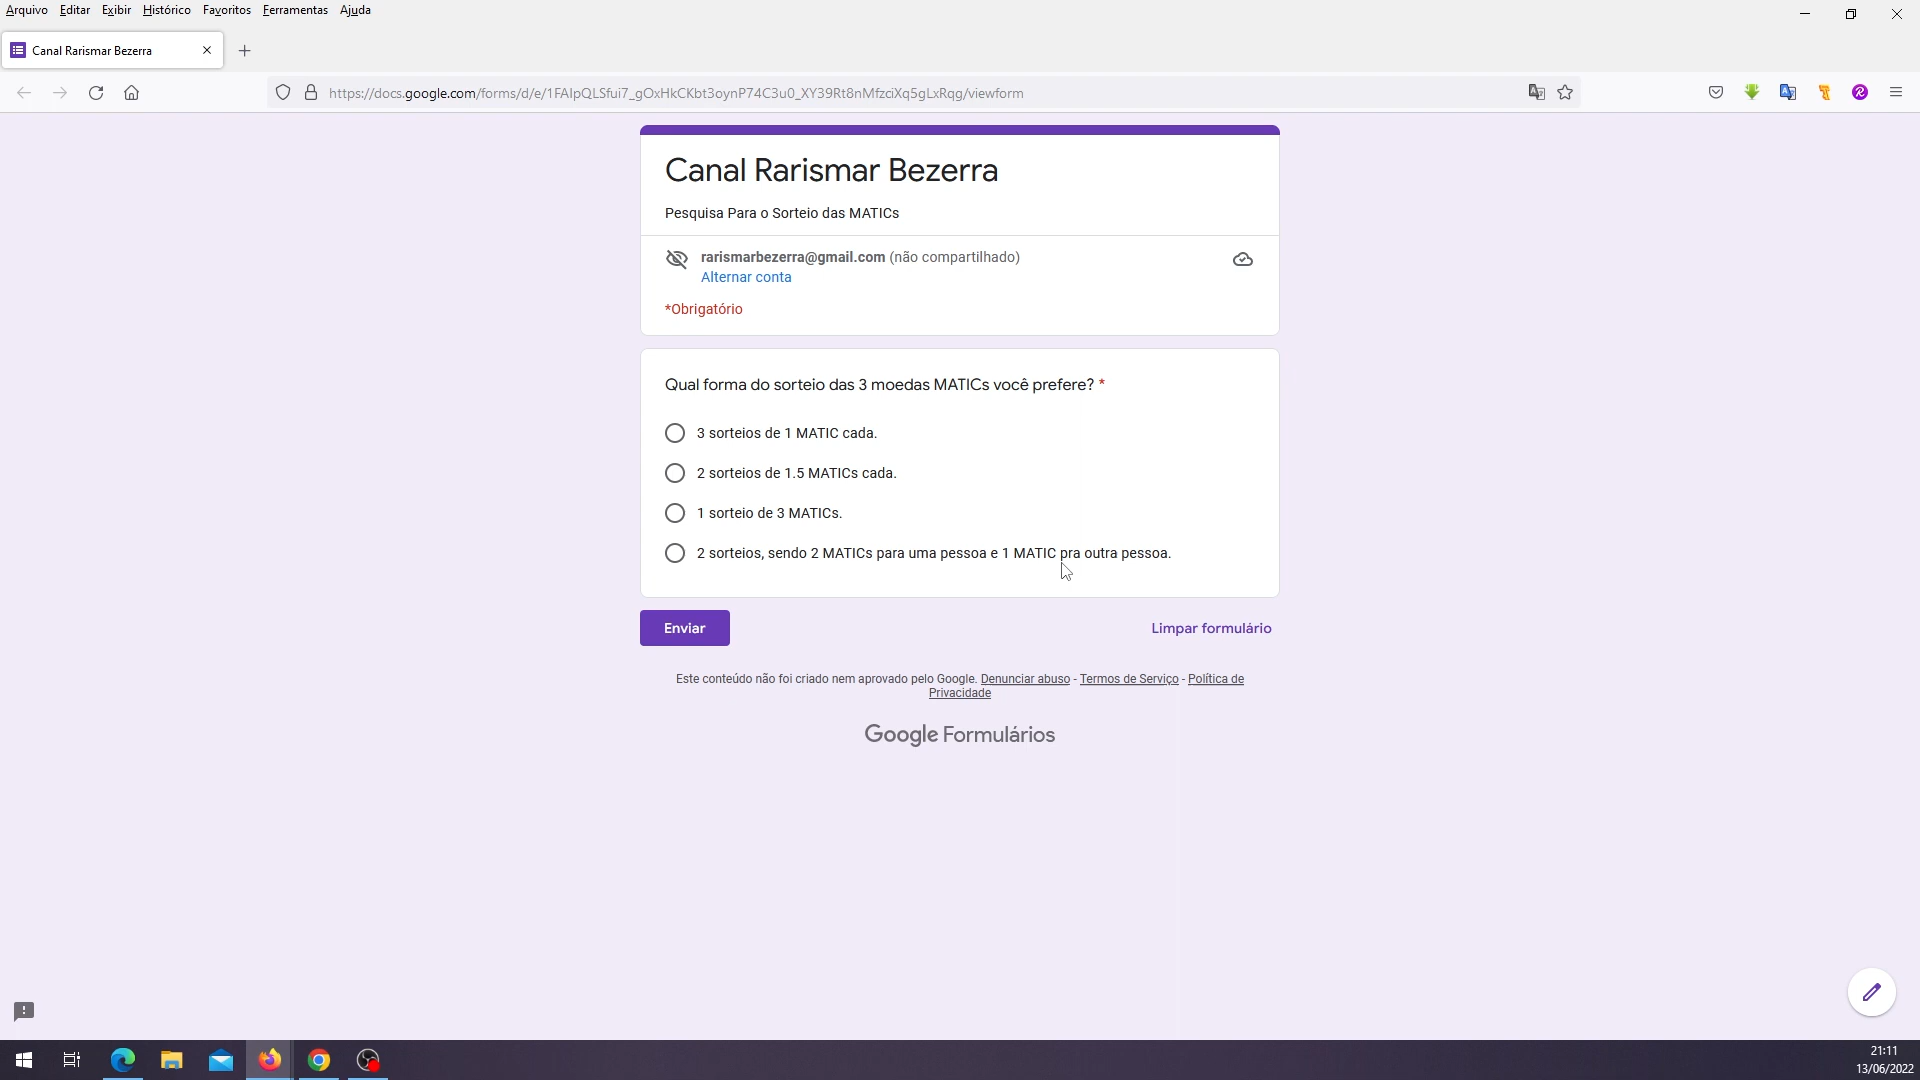 Arquivo Editar Exibir Histórico Favoritos Ferramentas Ajuda
Canal Rarismar Bezerra
https://docs.google.com/forms/d/e/1FAIpQLSfui7_gOxHkCKbt3oynP74C3u0_XY39Rt8nMfzciXq5gLxRqg/viewform
Canal Rarismar Bezerra
Pesquisa Para o Sorteio das MATICs
rarismarbezerra@gmail.com (não compartilhado)
Alternar conta
*Obrigatório
Qual forma do sorteio das 3 moedas MATICs você prefere? *
3 sorteios de 1 MATIC cada.
2 sorteios de 1.5 MATICs cada.
1 sorteio de 3 MATICs.
2 sorteios, sendo 2 MATICs para uma pessoa e 1 MATIC pra outra pessoa.
Enviar
Limpar formulário
Este conteúdo não foi criado nem aprovado pelo Google. Denunciar abuso - Termos de Serviço - Política de
Privacidade
Google Formulários
21:11
13/06/2022